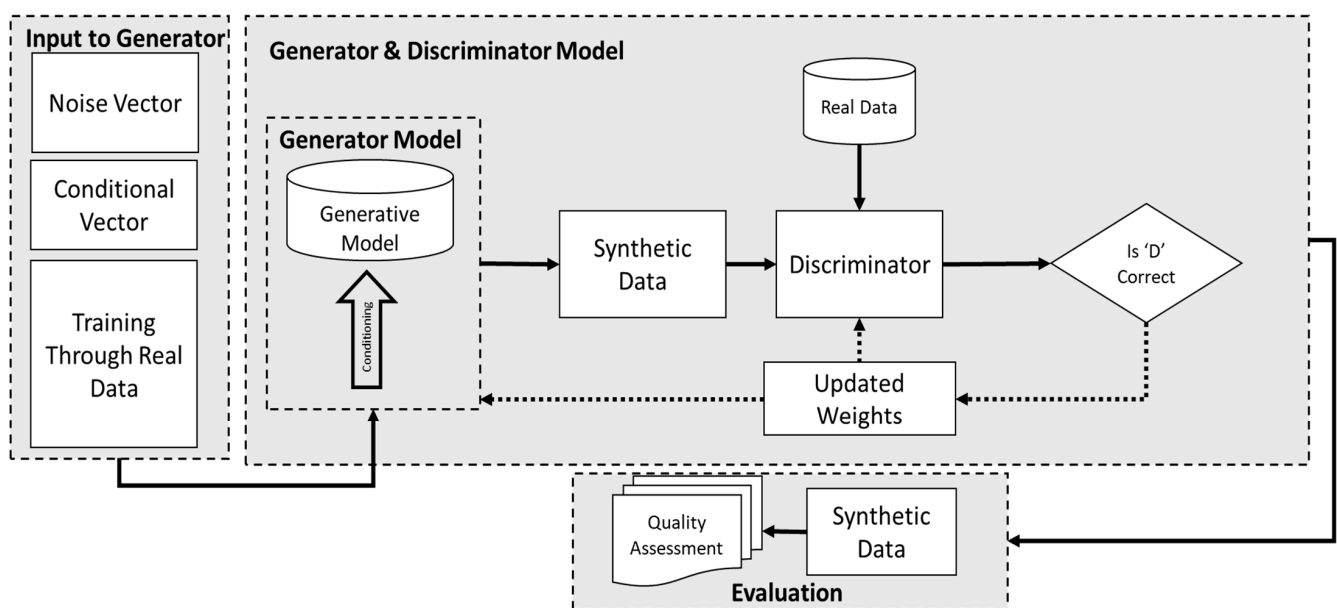 Input to Generator
Noise Vector
Conditional
Vector
Training
Through Real
Data
Generator & Discriminator Model
Generator Model
Generative
Model
Conditioning
Synthetic
Data
Real Data
Discriminator
Is ‘D’
Correct
Updated
Weights
Quality
Assessment
Synthetic
Data
Evaluation